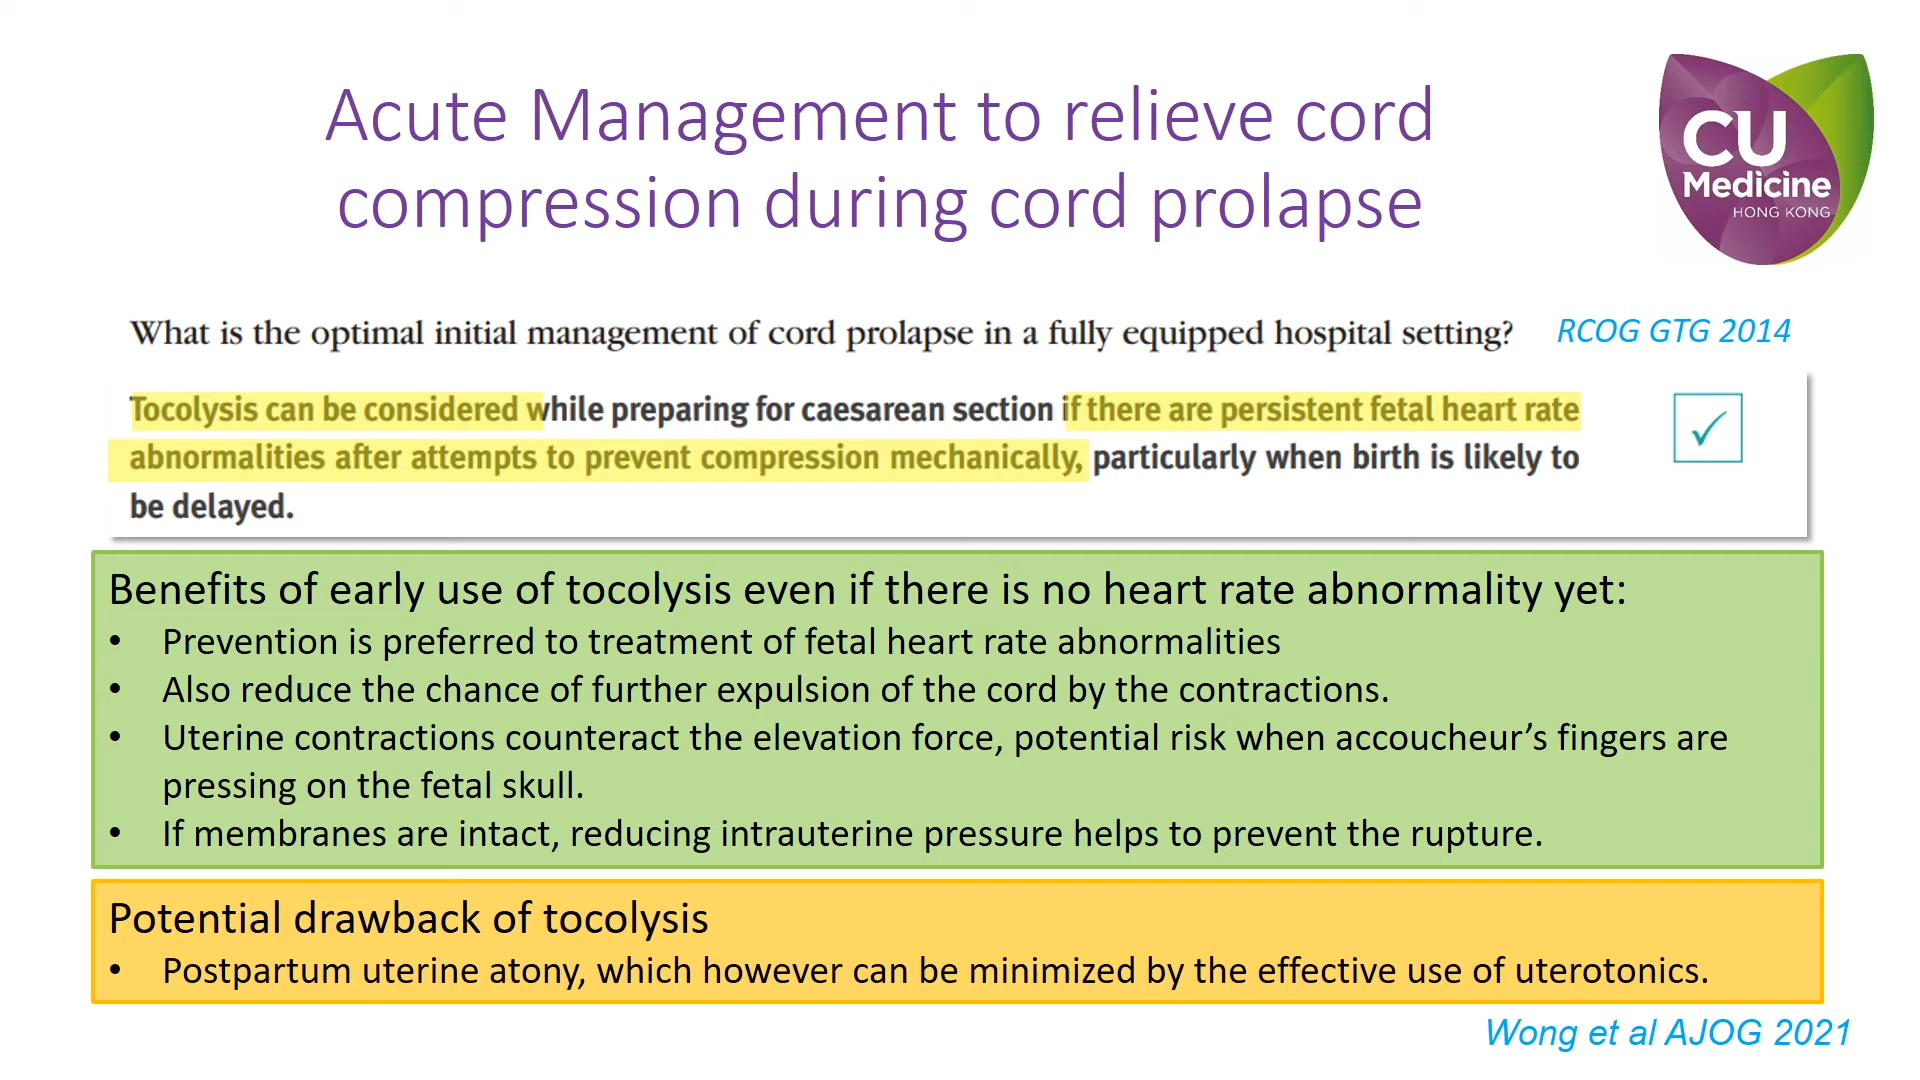 Acute Management to relieve cord
compression during cord prolapse
CU
Medicine
HONG KONG
What is the optimal initial management of cord prolapse in a fully equipped hospital setting?
RCOG GTG 2014
Tocolysis can be considered while preparing for caesarean section if there are persistent fetal heart rate
abnormalities after attempts to prevent compression mechanically, particularly when birth is likely to
be delayed.
✓
Benefits of early use of tocolysis even if there is no heart rate abnormality yet:
• Prevention is preferred to treatment of fetal heart rate abnormalities
• Also reduce the chance of further expulsion of the cord by the contractions.
• Uterine contractions counteract the elevation force, potential risk when accoucheur’s fingers are
pressing on the fetal skull.
• If membranes are intact, reducing intrauterine pressure helps to prevent the rupture.
Potential drawback of tocolysis
• Postpartum uterine atony, which however can be minimized by the effective use of uterotonics.
Wong et al AJOG 2021